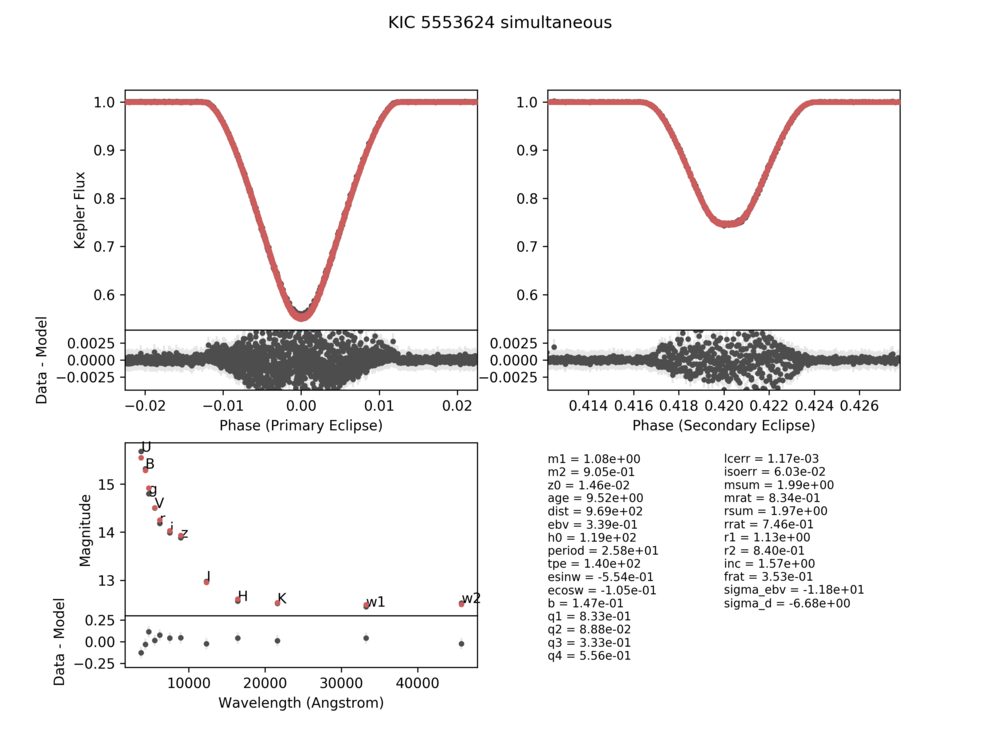 KIC 5553624 simultaneous
1.0
0.9
0.8
0.7
0.6
Kepler Flux
0.0025
0.0000
−0.0025
Data - Model
−0.02 −0.01 0.00 0.01 0.02
Phase (Primary Eclipse)
0.0025
0.0000
−0.0025
0.414 0.416 0.418 0.420 0.422 0.424 0.426
Phase (Secondary Eclipse)
15
14
13
Magnitude
U
B
g
V
r
i
z
J
H
K
w1
w2
0.25
0.00
−0.25
Data - Model
10000 20000 30000 40000
Wavelength (Angstrom)
m1 = 1.08e+00
m2 = 9.05e-01
z0 = 1.46e-02
age = 9.52e+00
dist = 9.69e+02
ebv = 3.39e-01
h0 = 1.19e+02
period = 2.58e+01
tpe = 1.40e+02
esinw = -5.54e-01
ecosw = -1.05e-01
b = 1.47e-01
q1 = 8.33e-01
q2 = 8.88e-02
q3 = 3.33e-01
q4 = 5.56e-01
lcerr = 1.17e-03
isoerr = 6.03e-02
msum = 1.99e+00
mrat = 8.34e-01
rsum = 1.97e+00
rrat = 7.46e-01
r1 = 1.13e+00
r2 = 8.40e-01
inc = 1.57e+00
frat = 3.53e-01
sigma_ebv = -1.18e+01
sigma_d = -6.68e+00